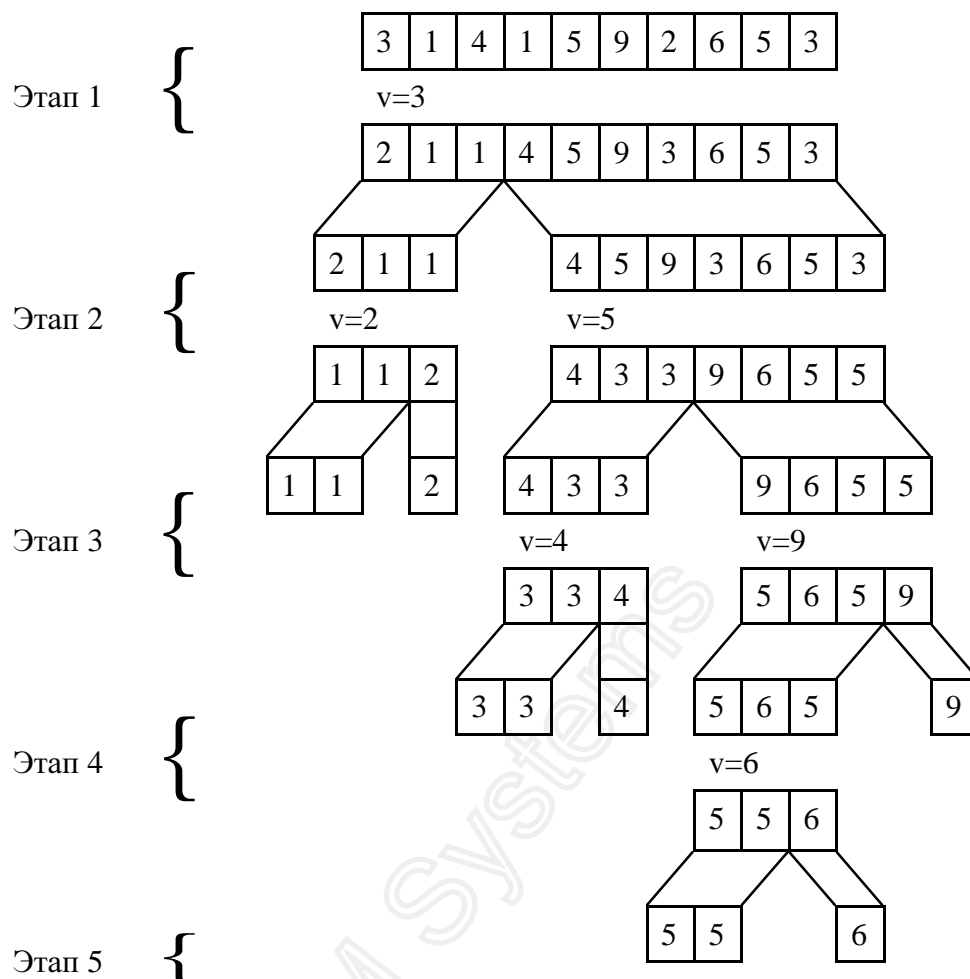 3 1 4 1 5 9 2 6 5 3
Этап 1 {
v=3
2 1 1 4 5 9 3 6 5 3
2 1 1 4 5 9 3 6 5 3
Этап 2 {
v=2 v=5
1 1 2 4 3 3 9 6 5 5
1 1 2 4 3 3 9 6 5 5
Этап 3 {
v=4 v=9
3 3 4 5 6 5 9
3 3 4 5 6 5 9
Этап 4 {
v=6
5 5 6
5 5 6
Этап 5 {
M Systems